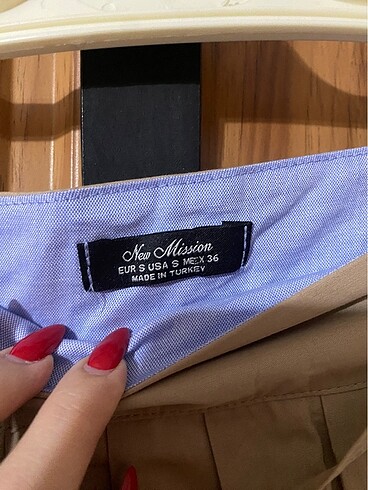 New Mission
EUR S USA S MEX 36
MADE IN TURKEY